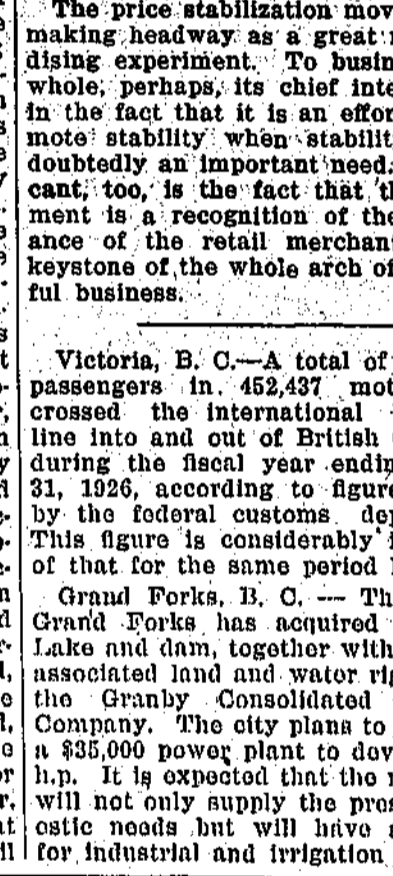 The price stabilization mov
making headway as a great
dising experiment. To busin
whole, perhaps, its chief inte
in the fact that it is an effor
mote stability when stabilit
doubtedly an important need.
cant, too, is the fact that
ment is a recognition of the
ance of the retail merchan
keystone of the whole arch of
ful business.
Victoria, B. C.—A total of
passengers in 452,437 mot
crossed the international
line into and out of British
during the fiscal year endin
31, 1926, according to figure
by the federal customs dep
This figure is considerably
of that for the same period
Grand Forks, B. C. — Th
Grand Forks has acquired
Lake and dam, together with
associated land and water rig
the Granby Consolidated
Company. The city plans to
a $35,000 power plant to dev
h.p. It is expected that the
will not only supply the pres
estic needs but will have
for industrial and irrigation